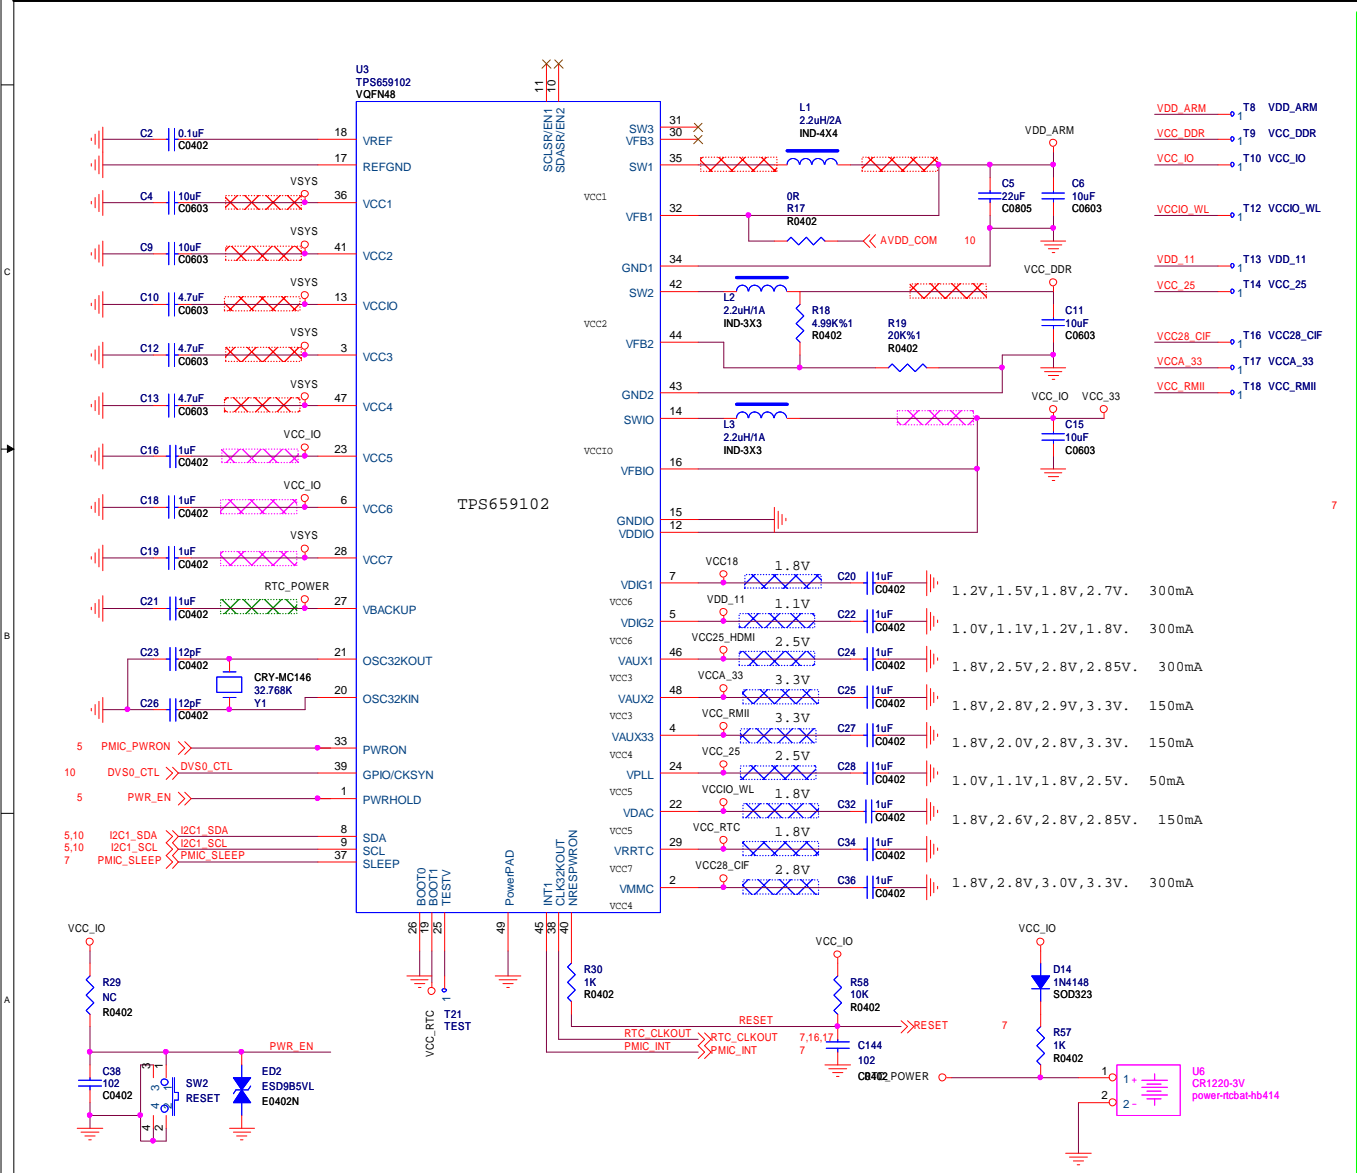 U3
TPS659102
VQFN48
11
10
SCLSR/EN1
SDASR/EN2
C2 0.1uF C0402 18 VREF
17 REFGND
C4 10uF C0603 VSYS 36 VCC1
C9 10uF C0603 VSYS 41 VCC2
C10 4.7uF C0603 VSYS 13 VCCIO
C12 4.7uF C0603 VSYS 3 VCC3
C13 4.7uF C0603 VSYS 47 VCC4
C16 1uF C0402 VCC_IO 23 VCC5
C18 1uF C0402 VCC_IO 6 VCC6
C19 1uF C0402 VSYS 28 VCC7
C21 1uF C0402 RTC_POWER 27 VBACKUP
C23 12pF C0402 21 OSC32KOUT
CRY-MC146
32.768K
Y1
C26 12pF C0402 20 OSC32KIN
5 PMIC_PWRON 33 PWRON
10 DVS0_CTL DVS0_CTL 39 GPIO/CKSYN
5 PWR_EN 1 PWRHOLD
5,10 I2C1_SDA I2C1_SDA 8 SDA
5,10 I2C1_SCL I2C1_SCL 9 SCL
7 PMIC_SLEEP PMIC_SLEEP 37 SLEEP
TPS659102
SW3 31
VFB3 30
SW1 35
L1
2.2uH/2A
IND-4X4
VDD_ARM
VCC1
VFB1 32
0R
R17
R0402
AVDD_COM 10
C5
22uF
C0805
C6
10uF
C0603
GND1 34
SW2 42
L2
2.2uH/1A
IND-3X3
VCC_DDR
VCC2
R18
4.99K%1
R0402
R19
20K%1
R0402
C11
10uF
C0603
VFB2 44
GND2 43
SWIO 14
L3
2.2uH/1A
IND-3X3
VCC_IO VCC_33
C15
10uF
C0603
VCCIO
VFBIO 16
GNDIO 15
VDDIO 12
7
VDD_ARM 1 T8 VDD_ARM
VCC_DDR 1 T9 VCC_DDR
VCC_IO 1 T10 VCC_IO
VCCIO_WL 1 T12 VCCIO_WL
VDD_11 1 T13 VDD_11
VCC_25 1 T14 VCC_25
VCC28_CIF 1 T16 VCC28_CIF
VCCA_33 1 T17 VCCA_33
VCC_RMII 1 T18 VCC_RMII
VDIG1 7 VCC18 1.8V C20 1uF C0402 1.2V,1.5V,1.8V,2.7V. 300mA
VCC6
VDIG2 5 VDD_11 1.1V C22 1uF C0402 1.0V,1.1V,1.2V,1.8V. 300mA
VCC6
VAUX1 46 VCC25_HDMI 2.5V C24 1uF C0402 1.8V,2.5V,2.8V,2.85V. 300mA
VCC3
VAUX2 48 VCCA_33 3.3V C25 1uF C0402 1.8V,2.8V,2.9V,3.3V. 150mA
VCC3
VAUX33 4 VCC_RMII 3.3V C27 1uF C0402 1.8V,2.0V,2.8V,3.3V. 150mA
VCC4
VPLL 24 VCC_25 2.5V C28 1uF C0402 1.0V,1.1V,1.8V,2.5V. 50mA
VCC5
VDAC 22 VCCIO_WL 1.8V C32 1uF C0402 1.8V,2.6V,2.8V,2.85V. 150mA
VCC5
VRRTC 29 VCC_RTC 1.8V C34 1uF C0402
VCC7
VMMC 2 VCC28_CIF 2.8V C36 1uF C0402 1.8V,2.8V,3.0V,3.3V. 300mA
VCC4
BOOT0 26
BOOT1 19
TESTV 25
PowerPAD 49
INT1 45
CLK32KOUT 38
NRESPWRON 40
VCC_RTC
1
T21
TEST
R30
1K
R0402
RESET
RTC_CLKOUT
PMIC_INT
VCC_IO
R58
10K
R0402
RESET 7
RTC_CLKOUT 7,16,17
PMIC_INT 7
C144
102
C0402
VCC_IO
D14
1N4148
SOD323
R57
1K
R0402
RTC_POWER
1 1 +
2 2 -
U6
CR1220-3V
power-rtcbat-hb414
VCC_IO
R29
NC
R0402
PWR_EN
C38
102
C0402
3 1
3 1
4 2
4 2
SW2
RESET
ED2
ESD9B5VL
E0402N
C
B
A